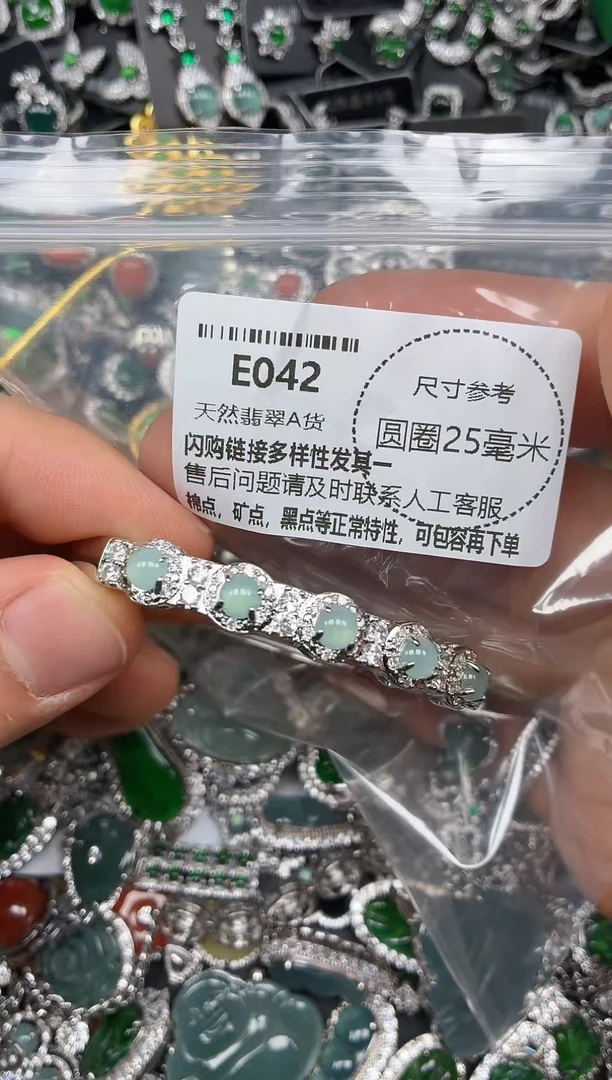 E042
天然翡翠A货
尺寸参考
圆圈25毫米
闪购链接多样性发其一
售后问题请及时联系人工客服
棉点,矿点,黑点等正常特性,可包容再下单